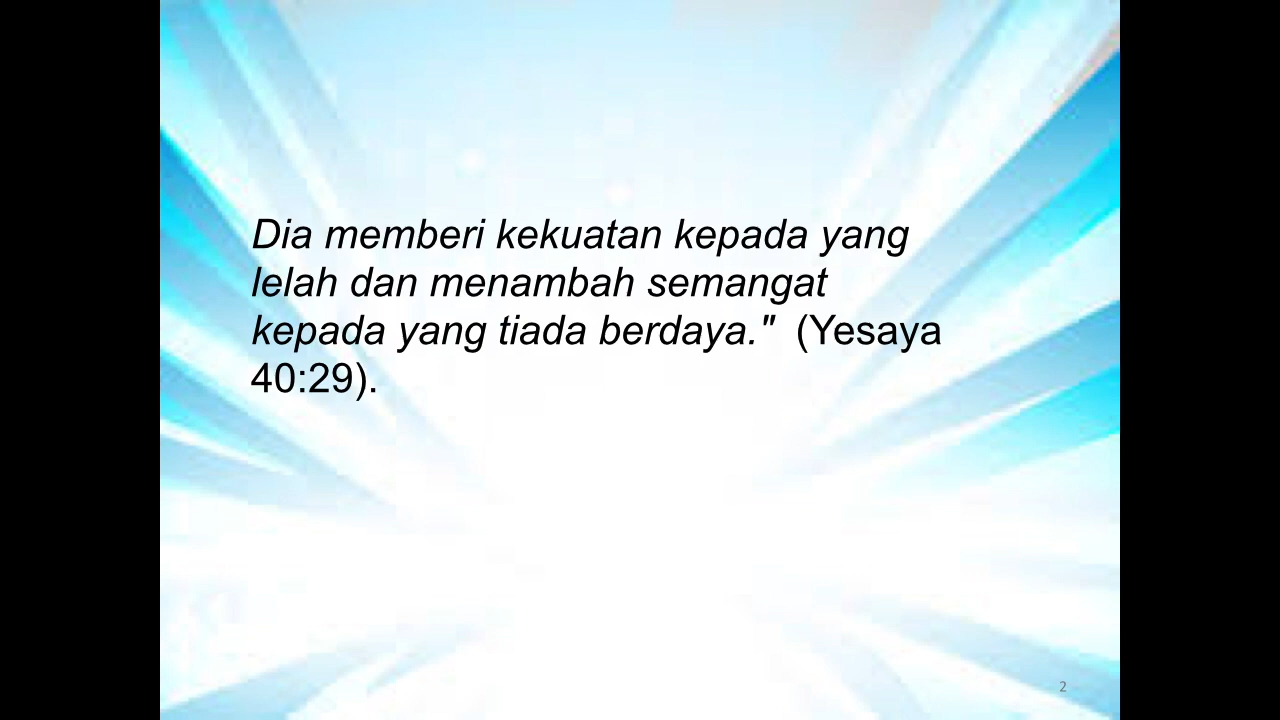 Dia memberi kekuatan kepada yang
lelah dan menambah semangat
kepada yang tiada berdaya."  (Yesaya
40:29).
2